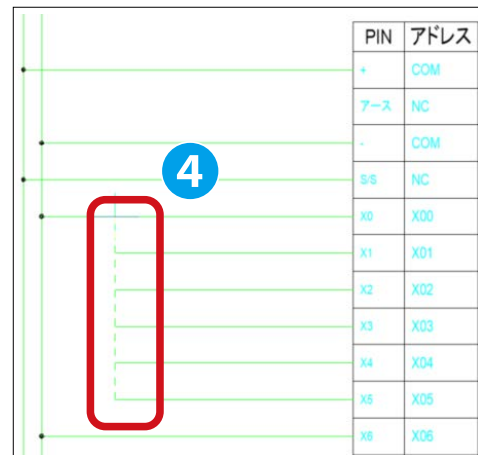 PIN アドレス
+ COM
アース NC
- COM
4
S/S NC
X0 X00
X1 X01
X2 X02
X3 X03
X4 X04
X5 X05
X6 X06